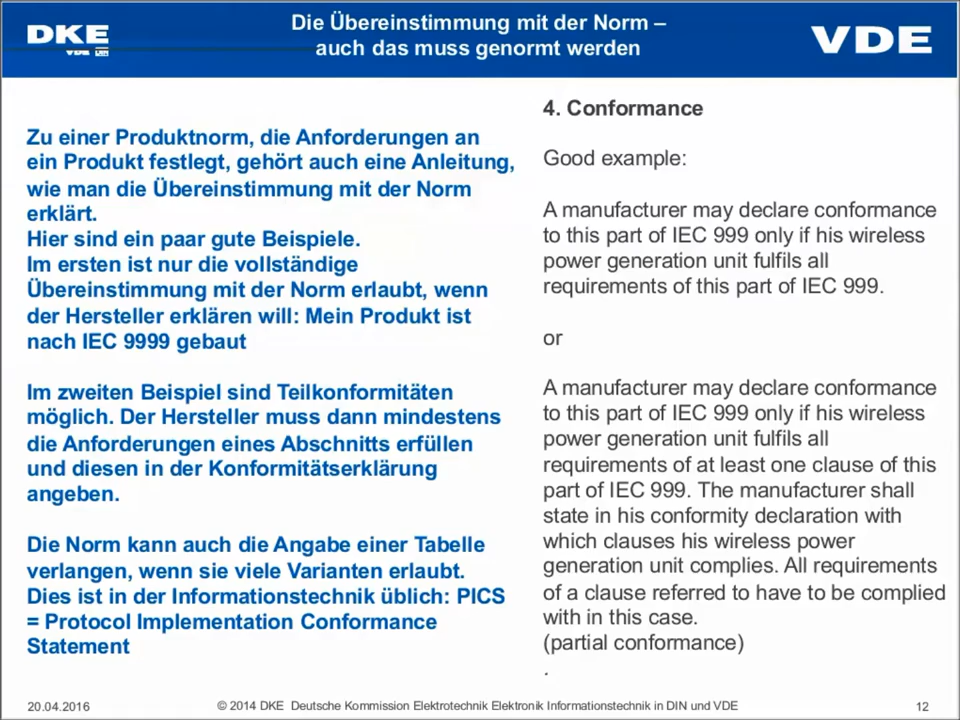 DKE
VDE DIN
Die Übereinstimmung mit der Norm –
auch das muss genormt werden
VDE
Zu einer Produktnorm, die Anforderungen an
ein Produkt festlegt, gehört auch eine Anleitung,
wie man die Übereinstimmung mit der Norm
erklärt.
Hier sind ein paar gute Beispiele.
Im ersten ist nur die vollständige
Übereinstimmung mit der Norm erlaubt, wenn
der Hersteller erklären will: Mein Produkt ist
nach IEC 9999 gebaut
Im zweiten Beispiel sind Teilkonformitäten
möglich. Der Hersteller muss dann mindestens
die Anforderungen eines Abschnitts erfüllen
und diesen in der Konformitätserklärung
angeben.
Die Norm kann auch die Angabe einer Tabelle
verlangen, wenn sie viele Varianten erlaubt.
Dies ist in der Informationstechnik üblich: PICS
= Protocol Implementation Conformance
Statement
4. Conformance
Good example:
A manufacturer may declare conformance
to this part of IEC 999 only if his wireless
power generation unit fulfils all
requirements of this part of IEC 999.
or
A manufacturer may declare conformance
to this part of IEC 999 only if his wireless
power generation unit fulfils all
requirements of at least one clause of this
part of IEC 999. The manufacturer shall
state in his conformity declaration with
which clauses his wireless power
generation unit complies. All requirements
of a clause referred to have to be complied
with in this case.
(partial conformance)
.
20.04.2016
© 2014 DKE Deutsche Kommission Elektrotechnik Elektronik Informationstechnik in DIN und VDE
12